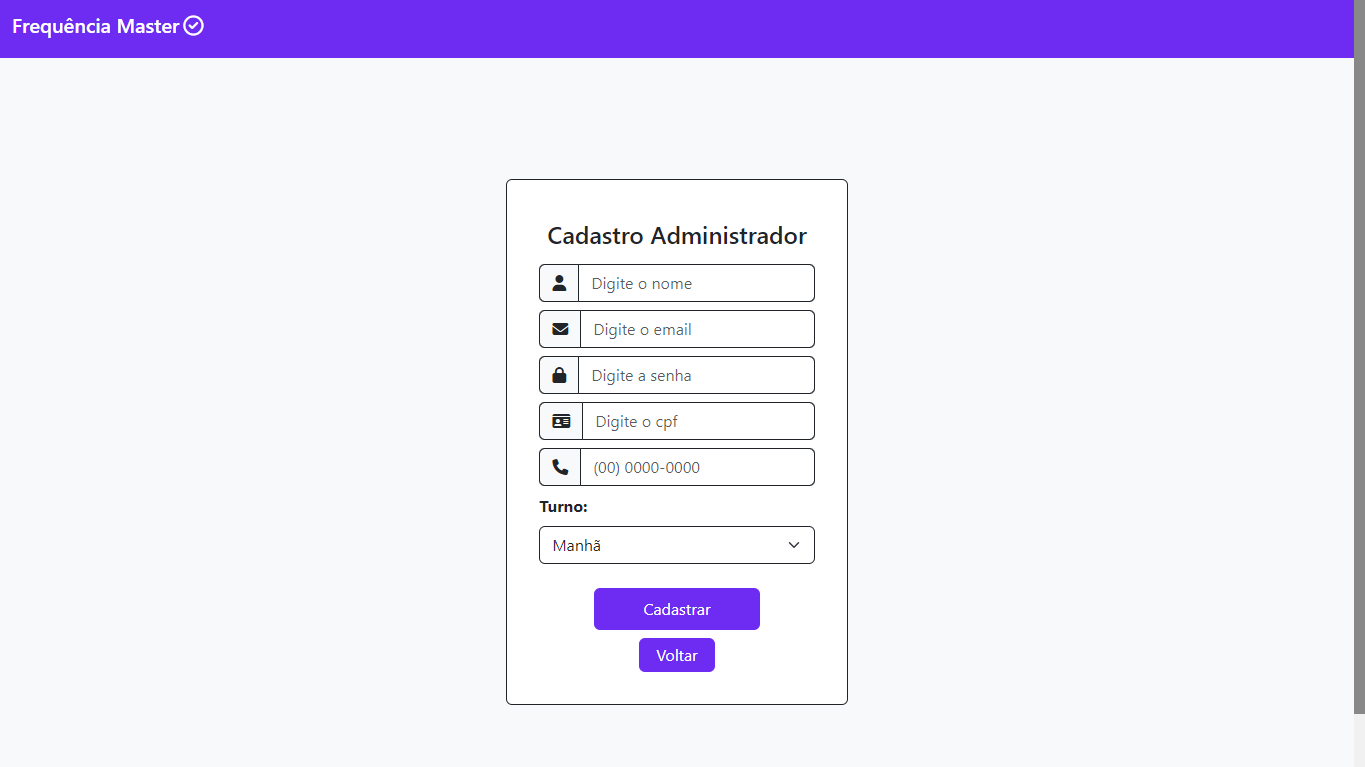 Frequência Master
Cadastro Administrador
Digite o nome
Digite o email
Digite a senha
Digite o cpf
(00) 0000-0000
Turno:
Manhã
Cadastrar
Voltar